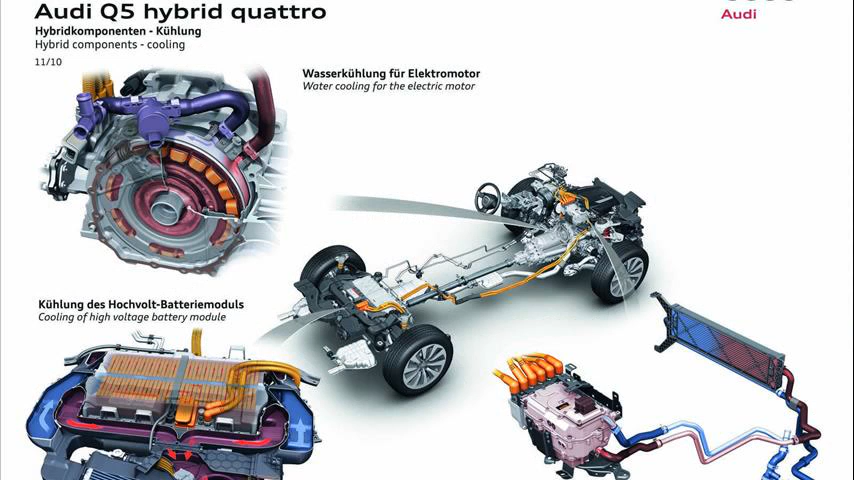 Audi Q5 hybrid quattro
Audi
Hybridkomponenten - Kühlung
Hybrid components - cooling
11/10
Wasserkühlung für Elektromotor
Water cooling for the electric motor
Kühlung des Hochvolt-Batteriemoduls
Cooling of high voltage battery module